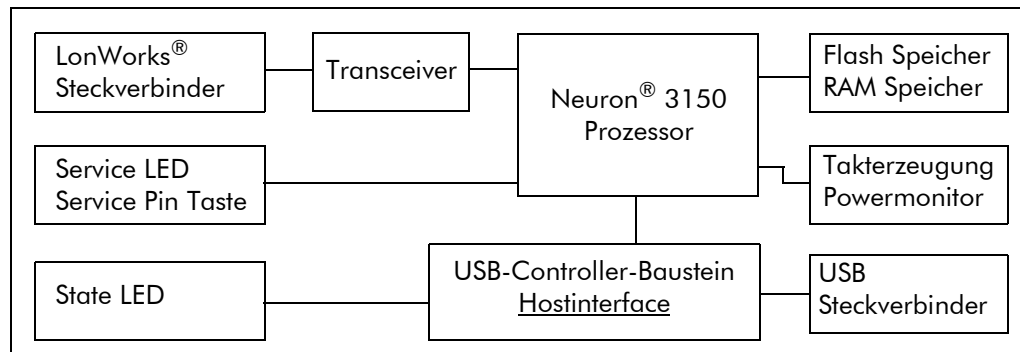 LonWorks®
Steckverbinder
Transceiver
Neuron® 3150
Prozessor
Flash Speicher
RAM Speicher
Service LED
Service Pin Taste
Takterzeugung
Powermonitor
State LED
USB-Controller-Baustein
Hostinterface
USB
Steckverbinder